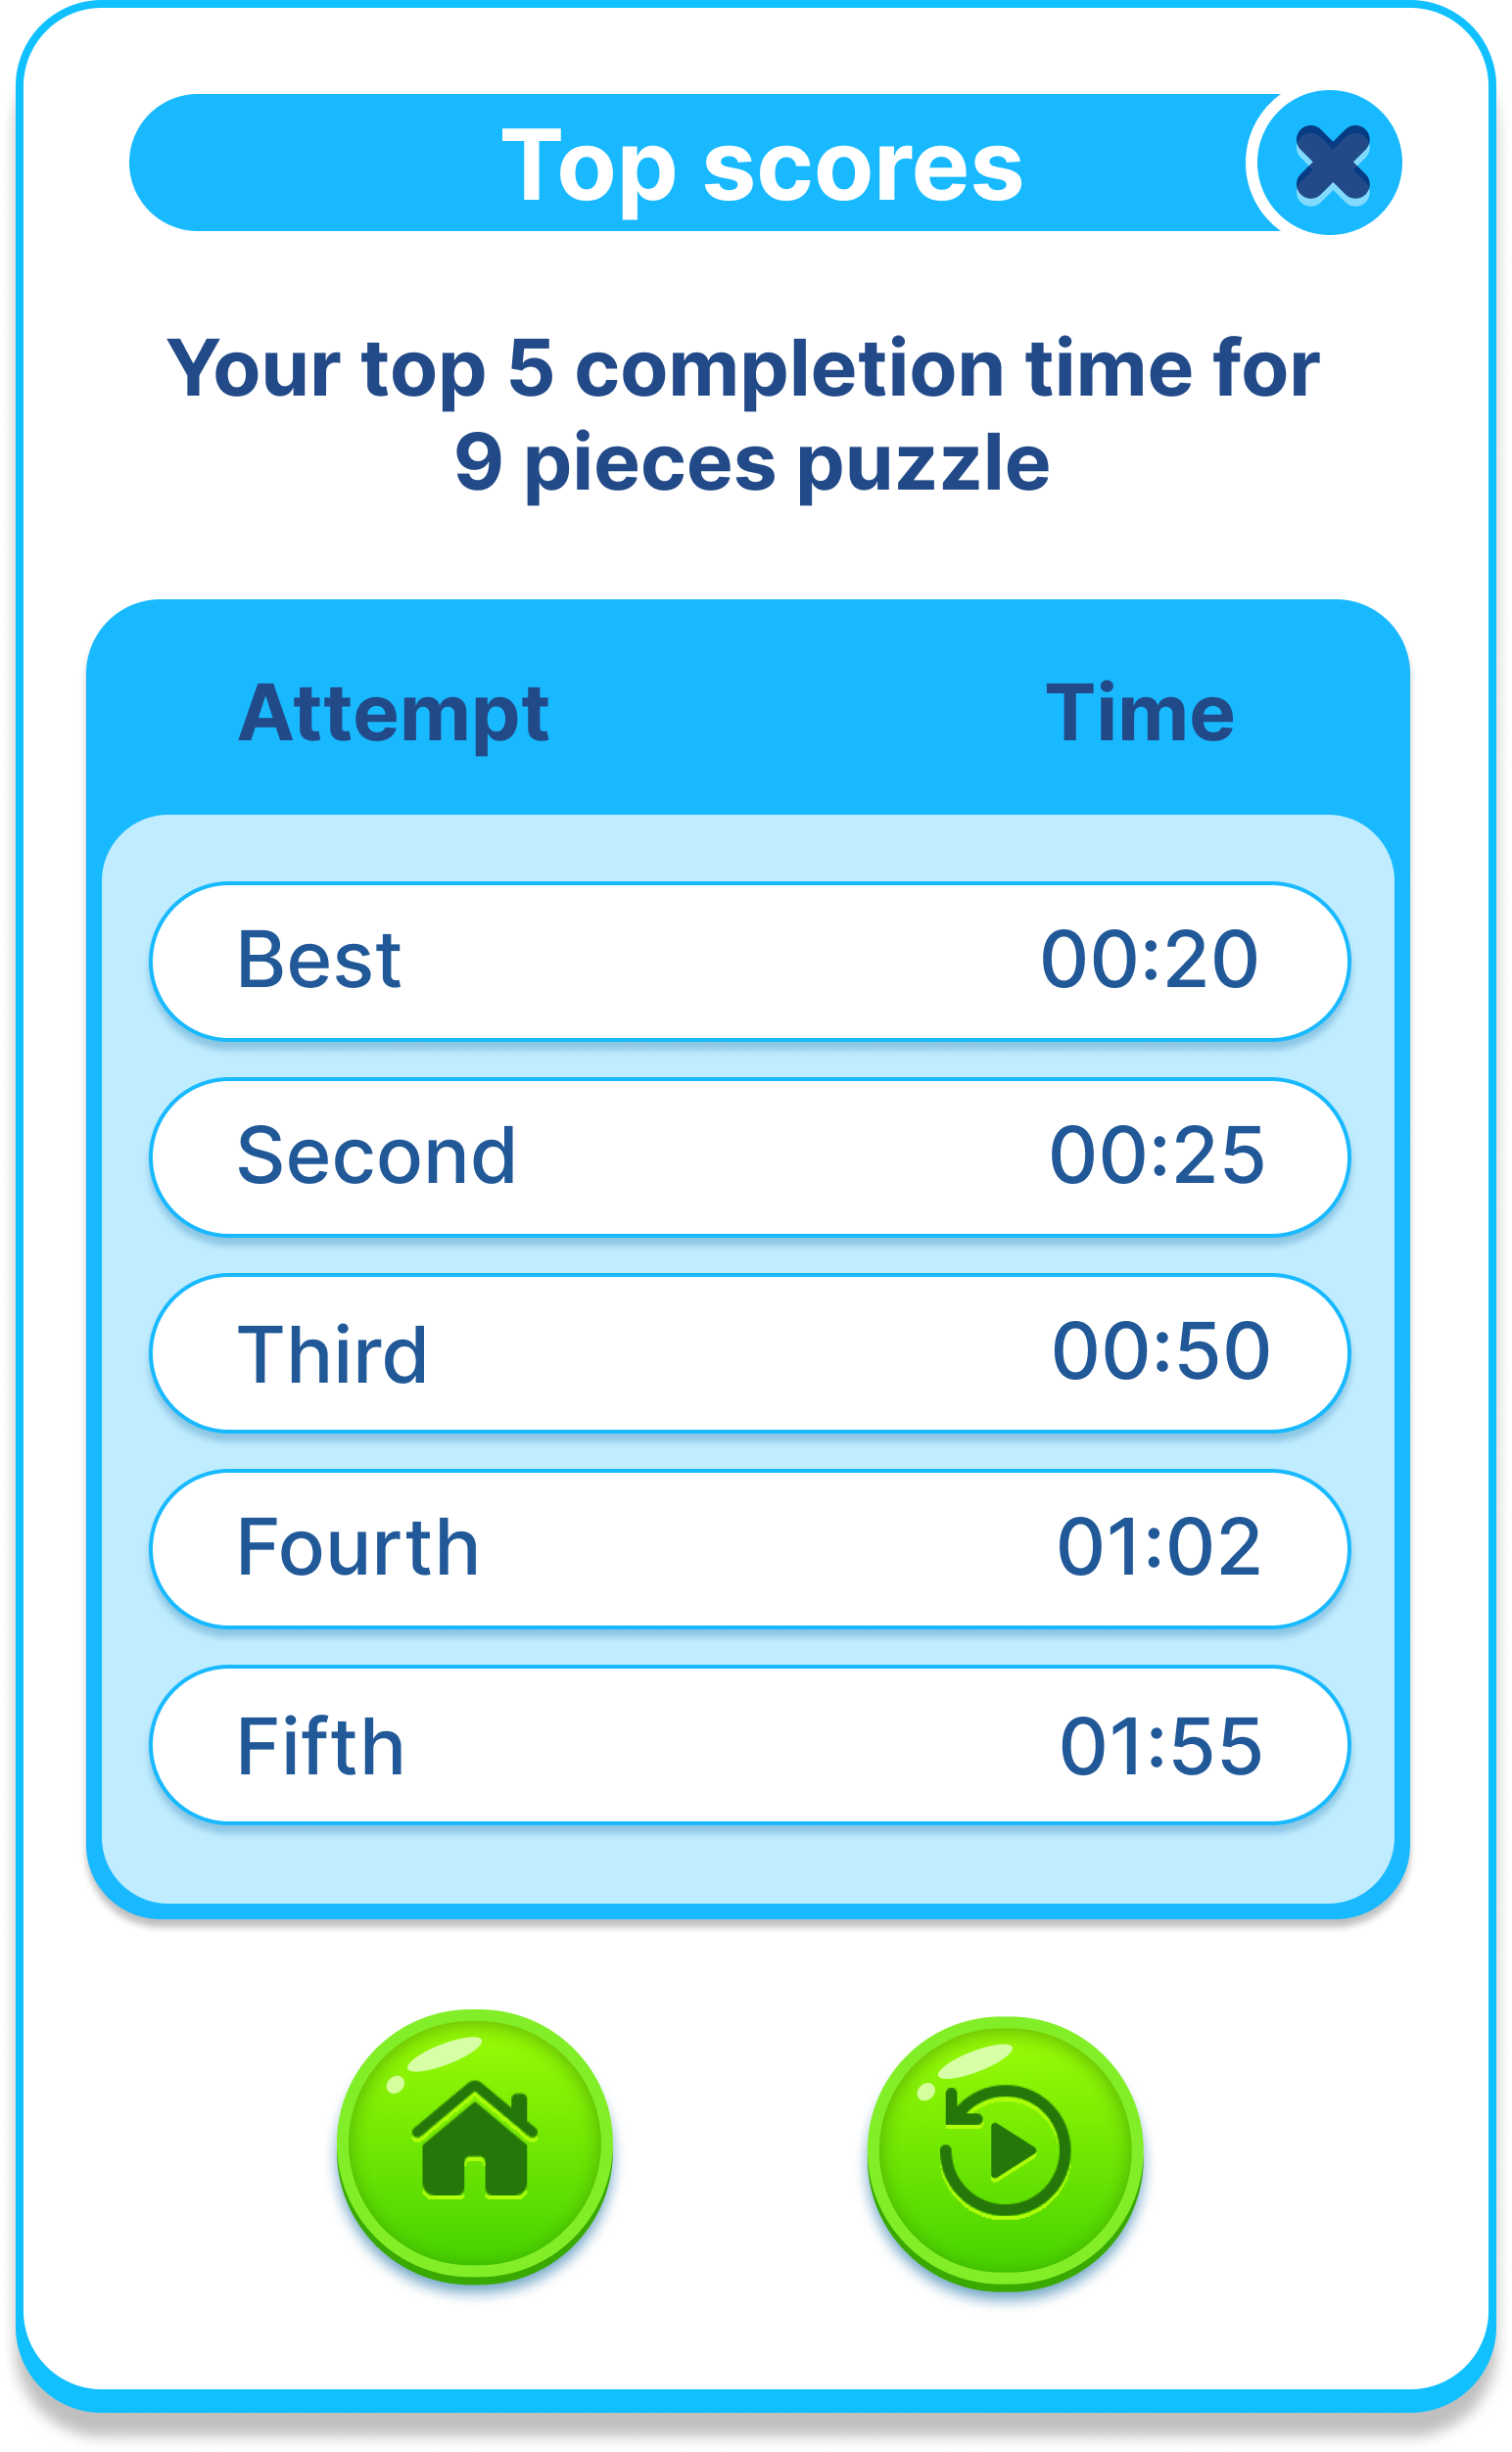 Top scores
Your top 5 completion time for
9 pieces puzzle
Attempt Time
Best 00:20
Second 00:25
Third 00:50
Fourth 01:02
Fifth 01:55